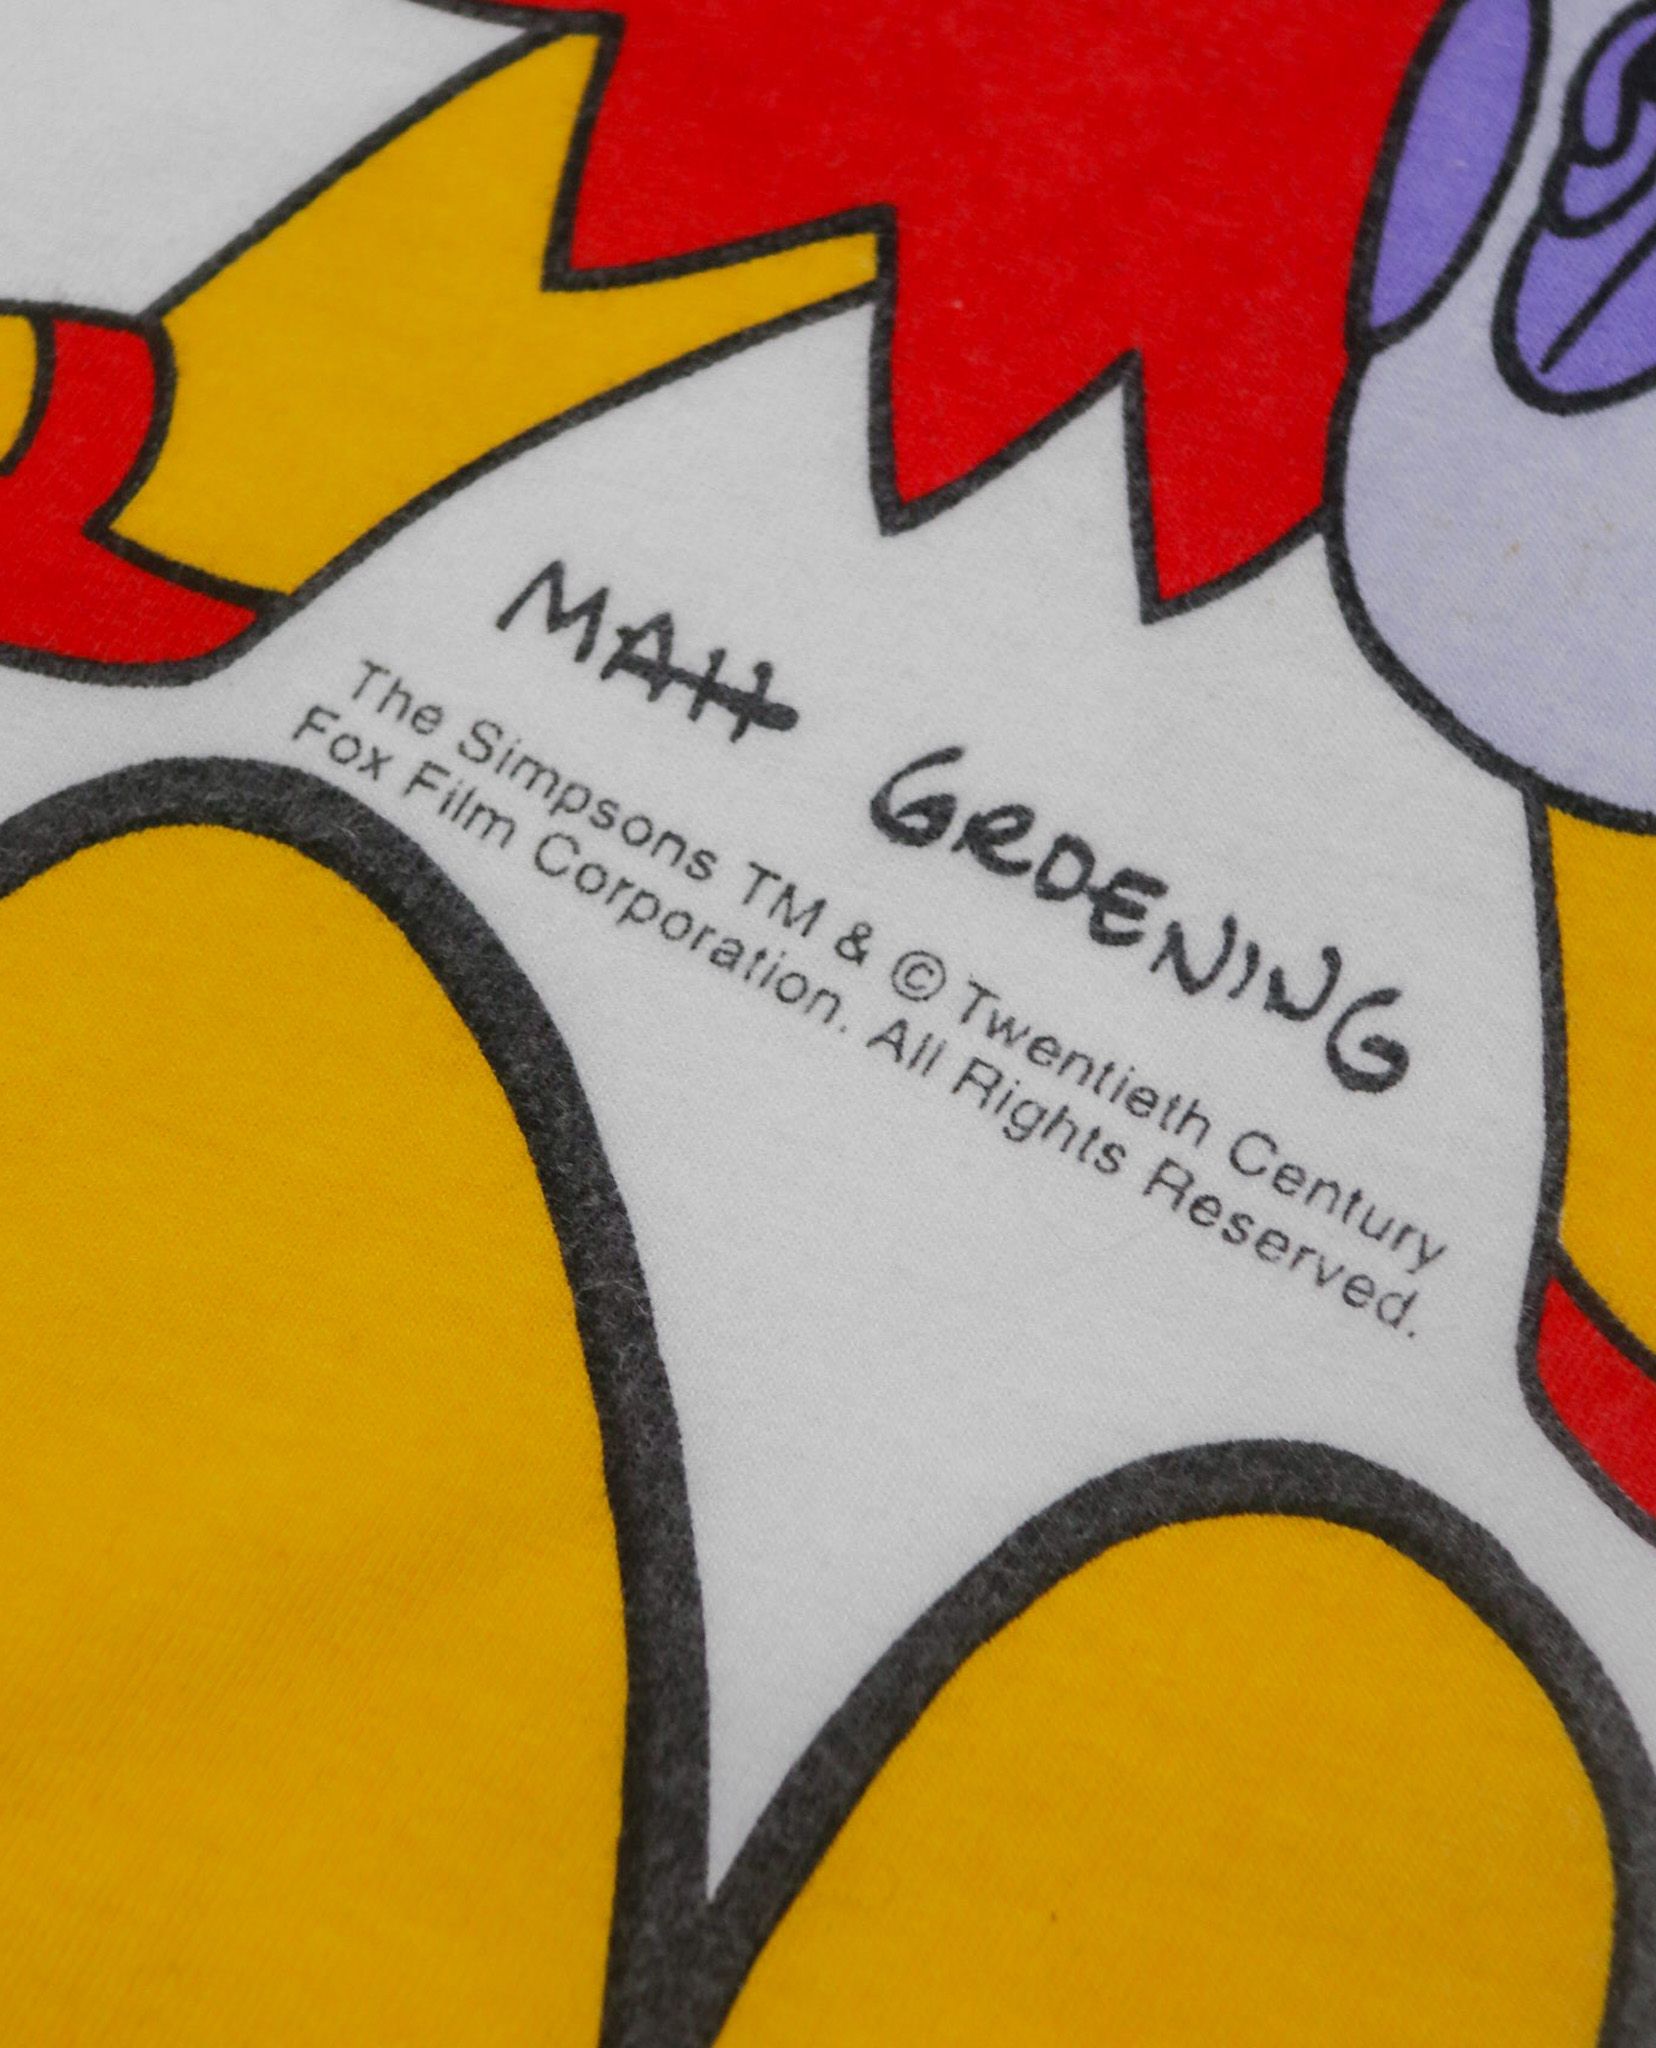 MATT GROENING
The Simpsons TM & © Twentieth Century
Fox Film Corporation. All Rights Reserved.